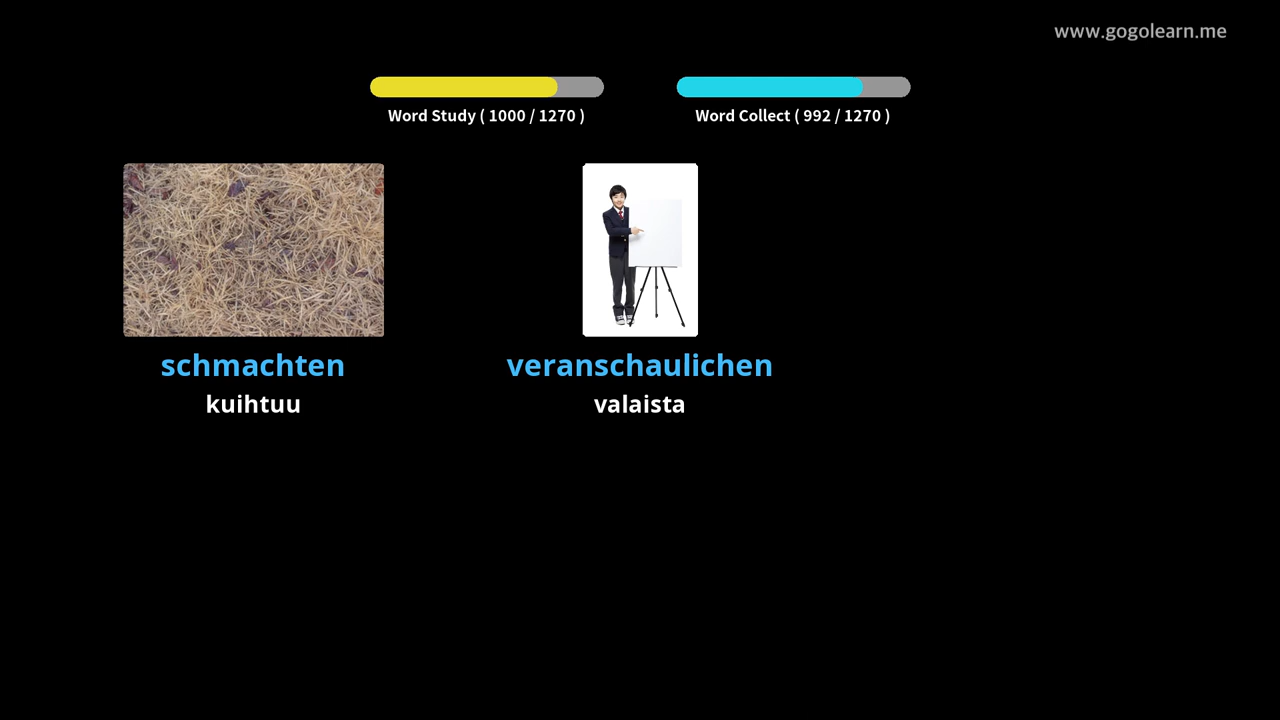 www.gogolearn.me
Word Study ( 1000 / 1270 )
Word Collect ( 992 / 1270 )
schmachten
kuihtuu
veranschaulichen
valaista